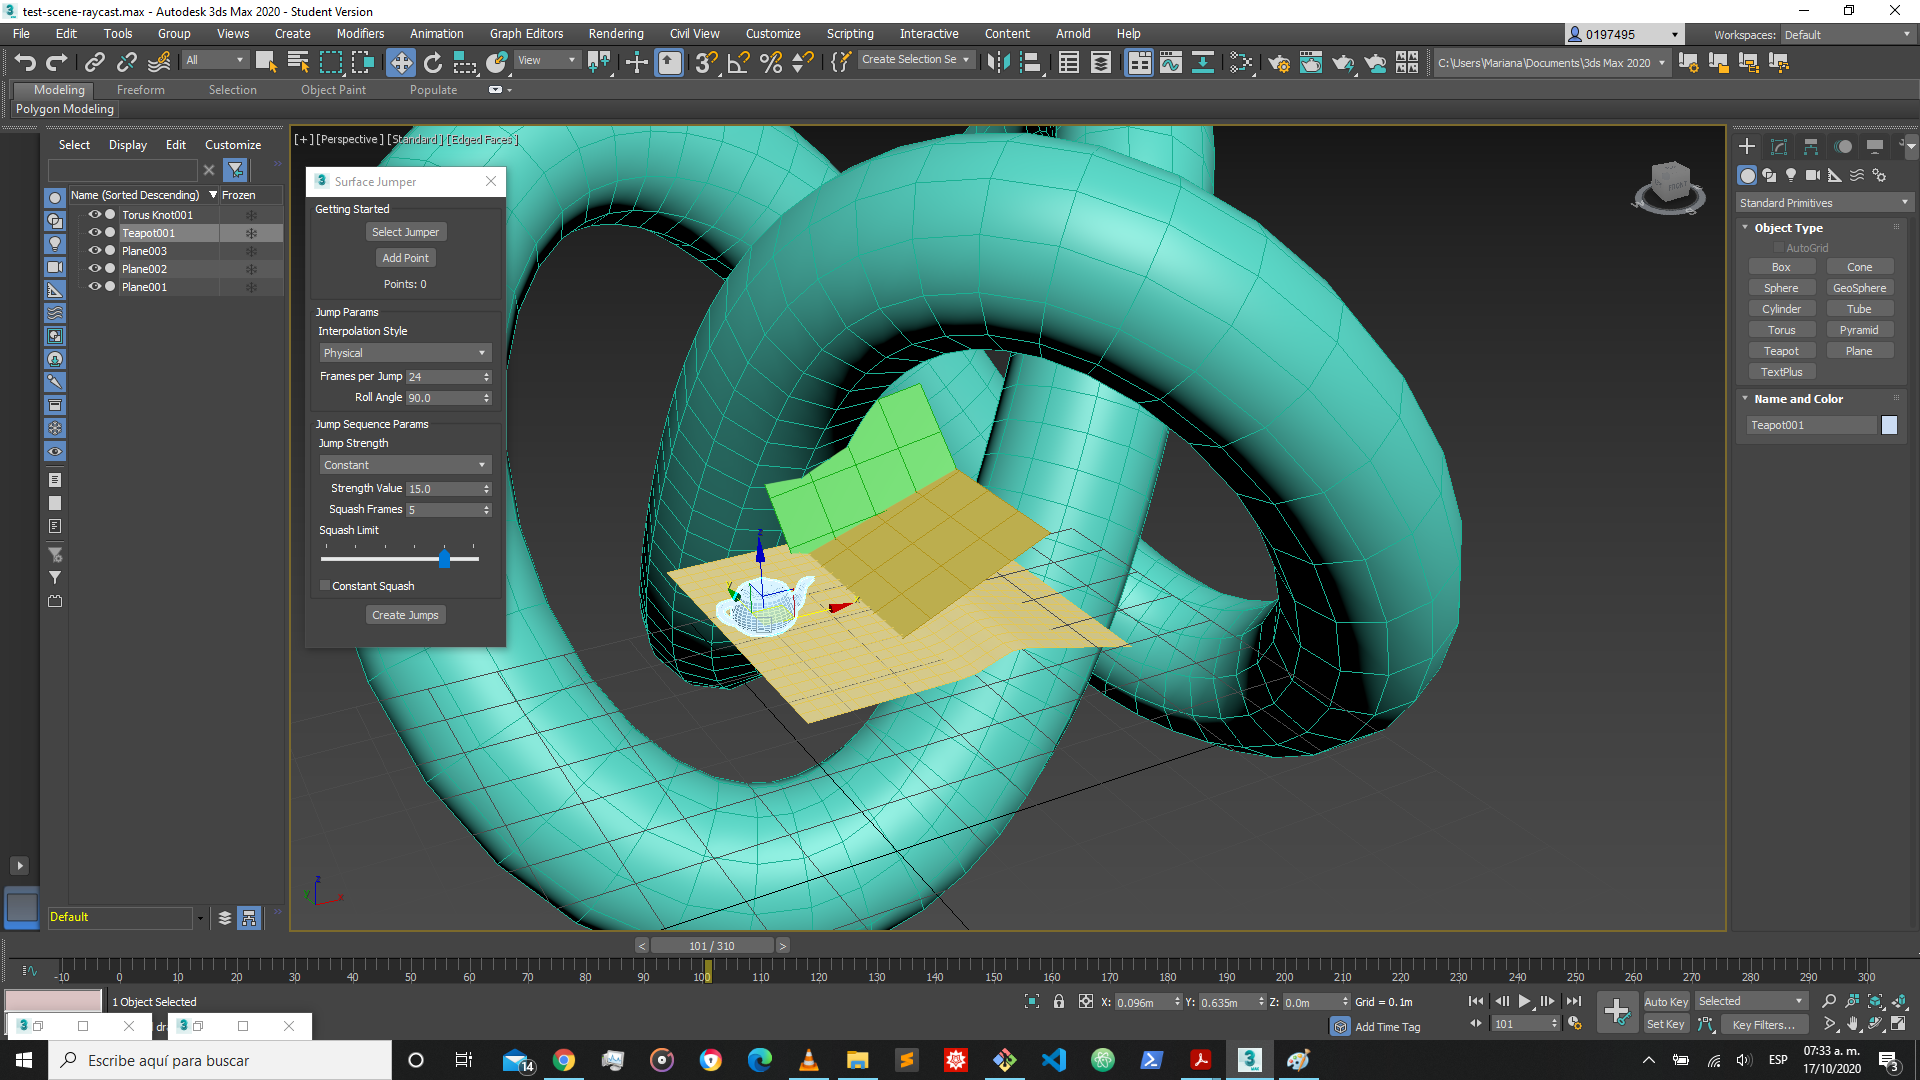 test-scene-raycast.max - Autodesk 3ds Max 2020 - Student Version
File Edit Tools Group Views Create Modifiers Animation Graph Editors Rendering Civil View Customize Scripting Interactive Content Arnold Help
0197495 Workspaces: Default
All View Create Selection Se C:\Users\Mariana\Documents\3ds Max 2020
Modeling Freeform Selection Object Paint Populate
Polygon Modeling
Select Display Edit Customize
Name (Sorted Descending) Frozen
Torus Knot001
Teapot001
Plane003
Plane002
Plane001
Default
[+] [Perspective ] [Standard ] [Edged Faces ]
Surface Jumper
Getting Started
Select Jumper
Add Point
Points: 0
Jump Params
Interpolation Style
Physical
Frames per Jump 24
Roll Angle 90.0
Jump Sequence Params
Jump Strength
Constant
Strength Value 15.0
Squash Frames 5
Squash Limit
Constant Squash
Create Jumps
z
y
z
y
x
FRONT
W
S
Standard Primitives
Object Type
AutoGrid
Box Cone
Sphere GeoSphere
Cylinder Tube
Torus Pyramid
Teapot Plane
TextPlus
Name and Color
Teapot001
< 101 / 310 >
-10 0 10 20 30 40 50 60 70 80 90 100 110 120 130 140 150 160 170 180 190 200 210 220 230 240 250 260 270 280 290 300
1 Object Selected
X: 0.096m Y: 0.635m Z: 0.0m Grid = 0.1m
Add Time Tag
101
Auto Key Selected
Set Key Key Filters...
Escribe aquí para buscar
14
ESP
07:33 a. m.
17/10/2020
3